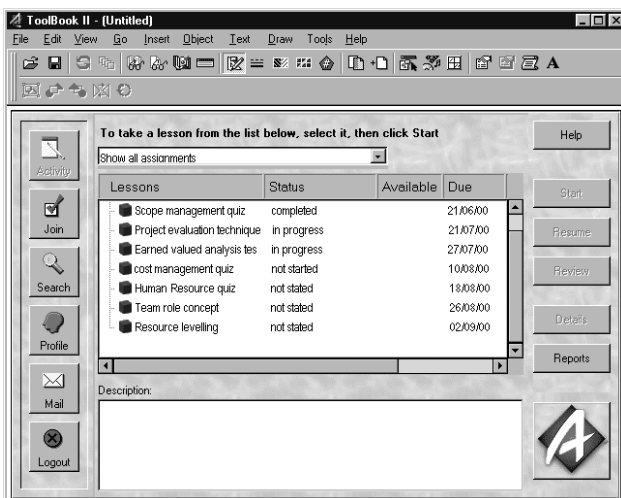 ToolBook II - (Untitled)
File Edit View Go Insert Object Text Draw Tools Help
To take a lesson from the list below, select it, then click Start
Help
Show all assignments
Activity
Lessons Status Available Due
Start
Scope management quiz completed 21/06/00
Join
Project evaluation technique in progress 21/07/00
Resume
Earned valued analysis tes in progress 27/07/00
cost management quiz not started 10/08/00
Review
Search
Human Resource quiz not stated 18/08/00
Team role concept not stated 26/08/00
Details
Resource levelling not stated 02/09/00
Profile
Reports
Description:
Mail
Logout